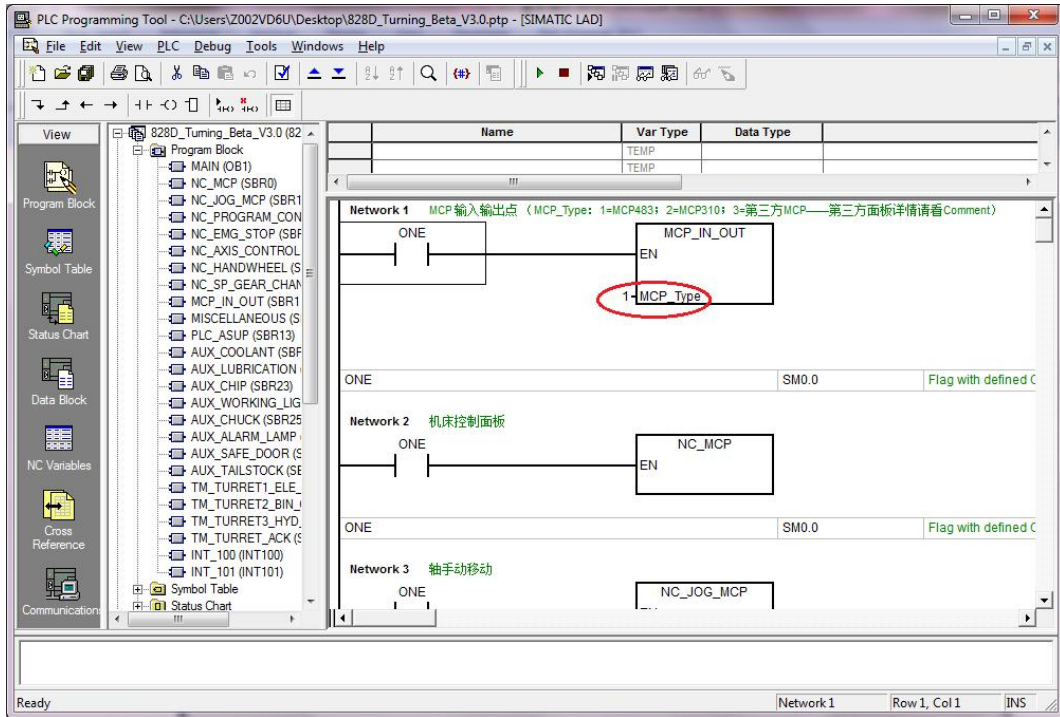 PLC Programming Tool - C:\Users\Z002VD6U\Desktop\828D_Turning_Beta_V3.0.ptp - [SIMATIC LAD]
File Edit View PLC Debug Tools Windows Help
View
Program Block
Symbol Table
Status Chart
Data Block
NC Variables
Cross
Reference
Communication
828D_Turning_Beta_V3.0 (82
Program Block
MAIN (OB1)
NC_MCP (SBR0)
NC_JOG_MCP (SBR1
NC_PROGRAM_CON
NC_EMG_STOP (SBF
NC_AXIS_CONTROL
NC_HANDWHEEL (S
NC_SP_GEAR_CHAN
MCP_IN_OUT (SBR1
MISCELLANEOUS (S
PLC_ASUP (SBR13)
AUX_COOLANT (SBF
AUX_LUBRICATION
AUX_CHIP (SBR23)
AUX_WORKING_LIG
AUX_CHUCK (SBR25
AUX_ALARM_LAMP
AUX_SAFE_DOOR (S
AUX_TAILSTOCK (SE
TM_TURRET1_ELE_
TM_TURRET2_BIN_
TM_TURRET3_HYD_
TM_TURRET_ACK (S
INT_100 (INT100)
INT_101 (INT101)
Symbol Table
Status Chart
Name Var Type Data Type
TEMP
TEMP
Network 1 MCP输入输出点（MCP_Type：1=MCP483；2=MCP310；3=第三方MCP——第三方面板详情请看Comment）
ONE MCP_IN_OUT
EN
1 MCP_Type
ONE SM0.0 Flag with defined
Network 2 机床控制面板
ONE NC_MCP
EN
ONE SM0.0 Flag with defined
Network 3 轴手动移动
ONE NC_JOG_MCP
Ready Network 1 Row 1, Col 1 INS